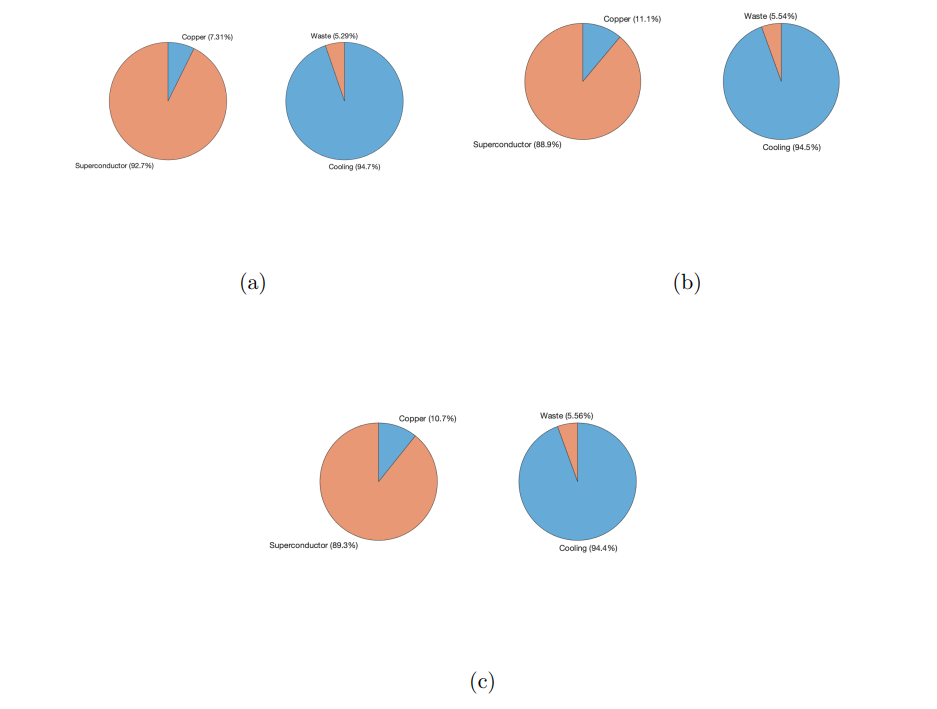 Copper (7.31%)
Waste (5.29%)
Superconductor (92.7%)
Cooling (94.7%)
(a)
Copper (11.1%)
Waste (5.54%)
Superconductor (88.9%)
Cooling (94.5%)
(b)
Copper (10.7%)
Waste (5.56%)
Superconductor (89.3%)
Cooling (94.4%)
(c)